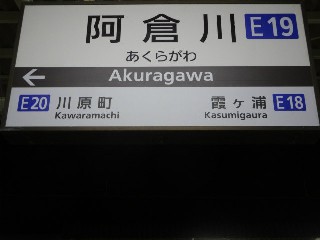 阿倉川 E19
あくらがわ
← Akuragawa
E20 川原町 霞ヶ浦 E18
Kawaramachi Kasumigaura